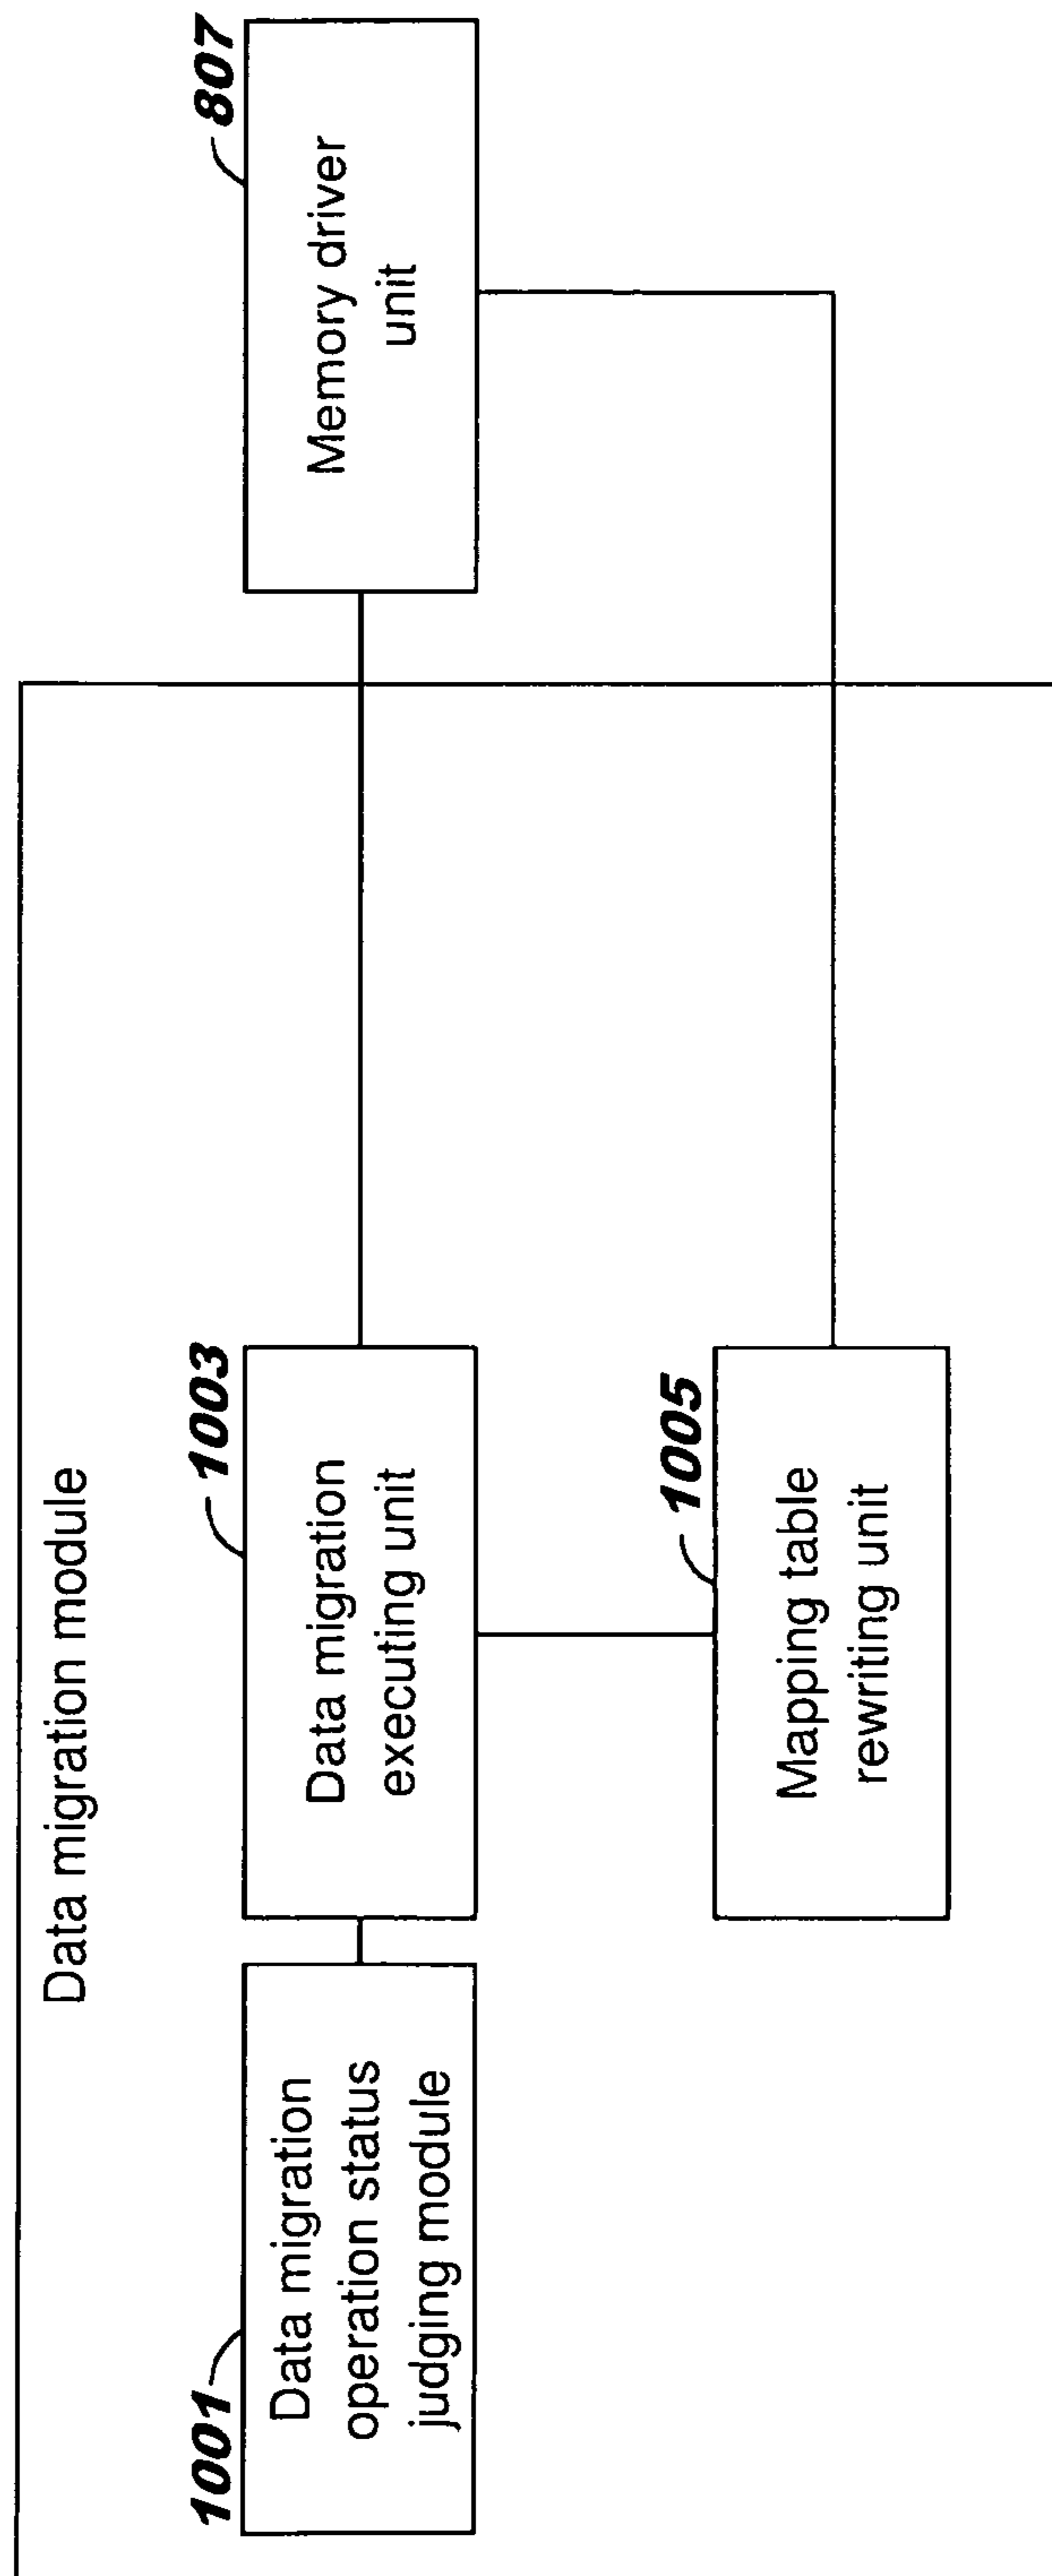 Data migration module
1001
Data migration
operation status
judging module
1003
Data migration
executing unit
807
Memory driver
unit
1005
Mapping table
rewriting unit